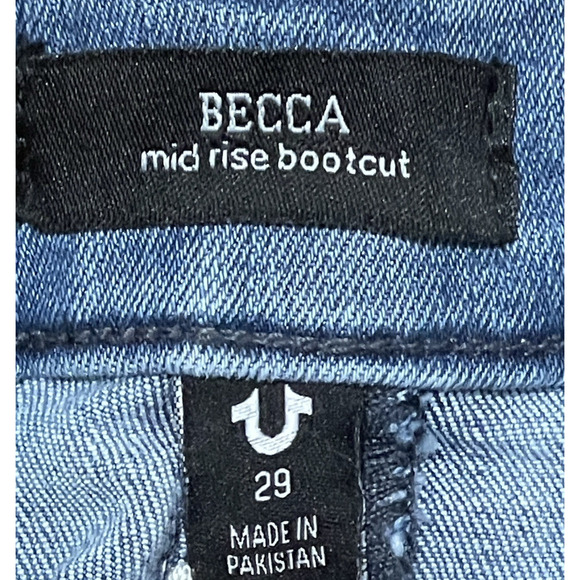 BECCA
mid rise bootcut
29
MADE IN
PAKISTAN